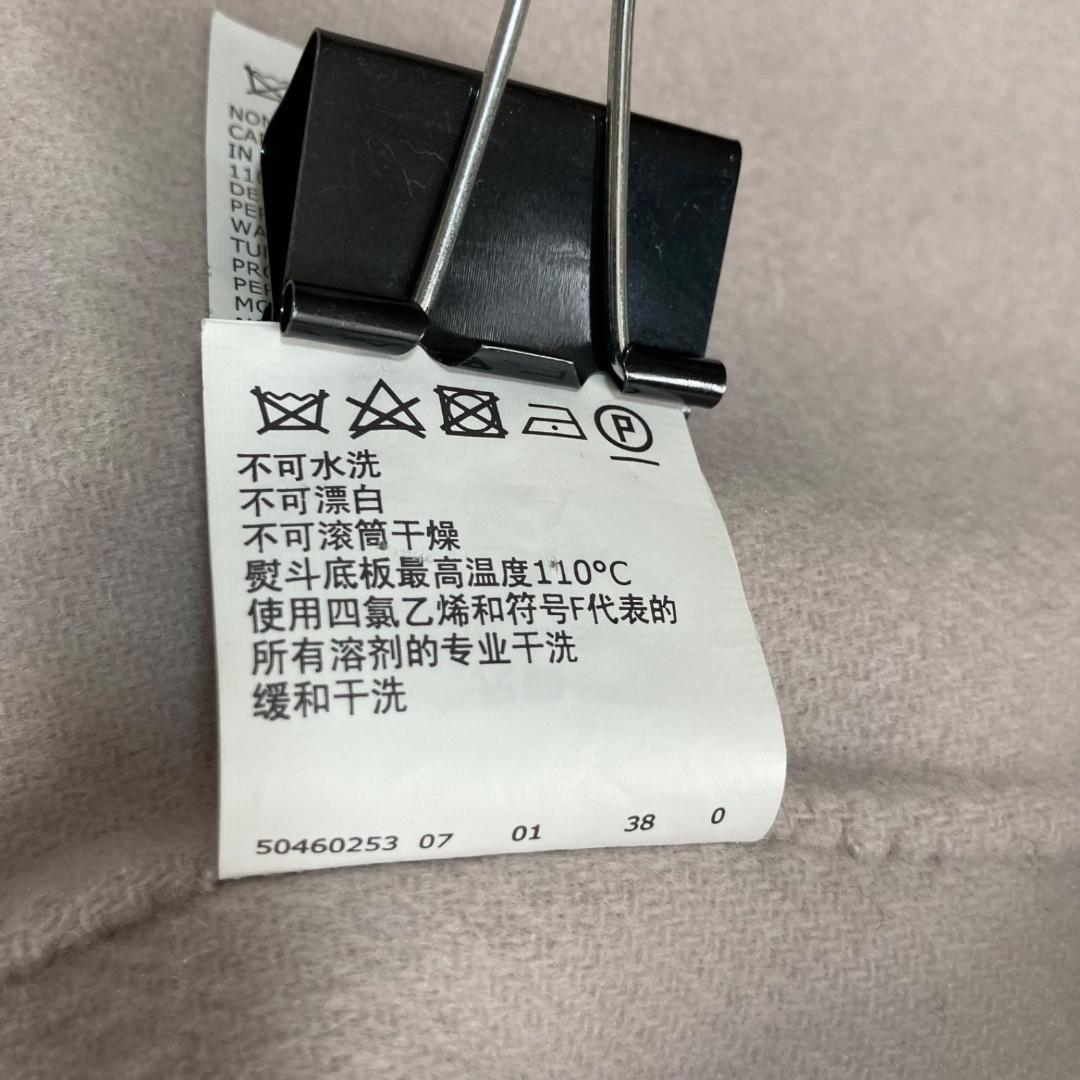 NON
IN
DE
PE
WA
TU
PRO
PER
MO
P
不可水洗
不可漂白
不可滚筒干燥
熨斗底板最高温度110°C
使用四氯乙烯和符号F代表的
所有溶剂的专业干洗
缓和干洗
50460253 07 01 38 0